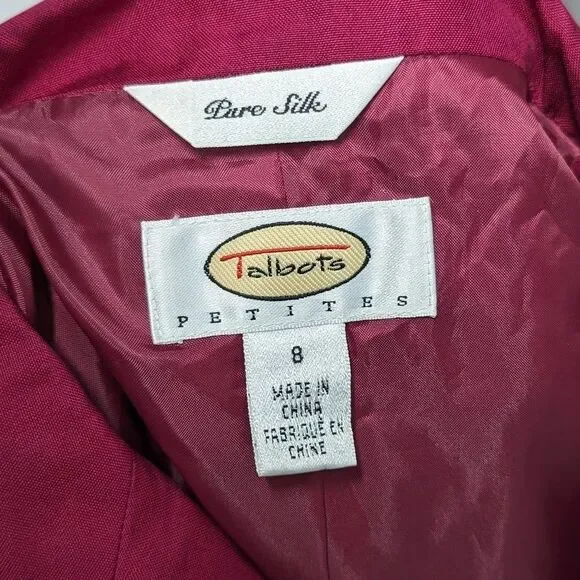 Pure Silk
Talbots
PETITES
8
MADE IN
CHINA
FABRIQUÉ EN
CHINE